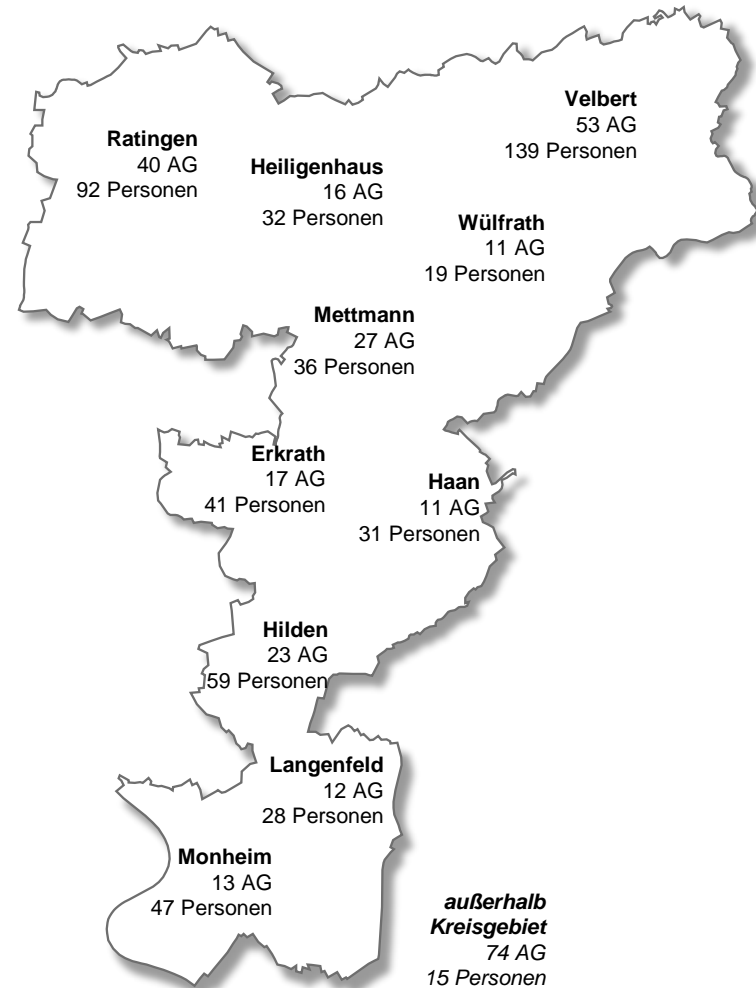 Velbert
53 AG
139 Personen
Ratingen
40 AG
92 Personen
Heiligenhaus
16 AG
32 Personen
Wülfrath
11 AG
19 Personen
Mettmann
27 AG
36 Personen
Erkrath
17 AG
41 Personen
Haan
11 AG
31 Personen
Hilden
23 AG
59 Personen
Langenfeld
12 AG
28 Personen
Monheim
13 AG
47 Personen
außerhalb
Kreisgebiet
74 AG
15 Personen